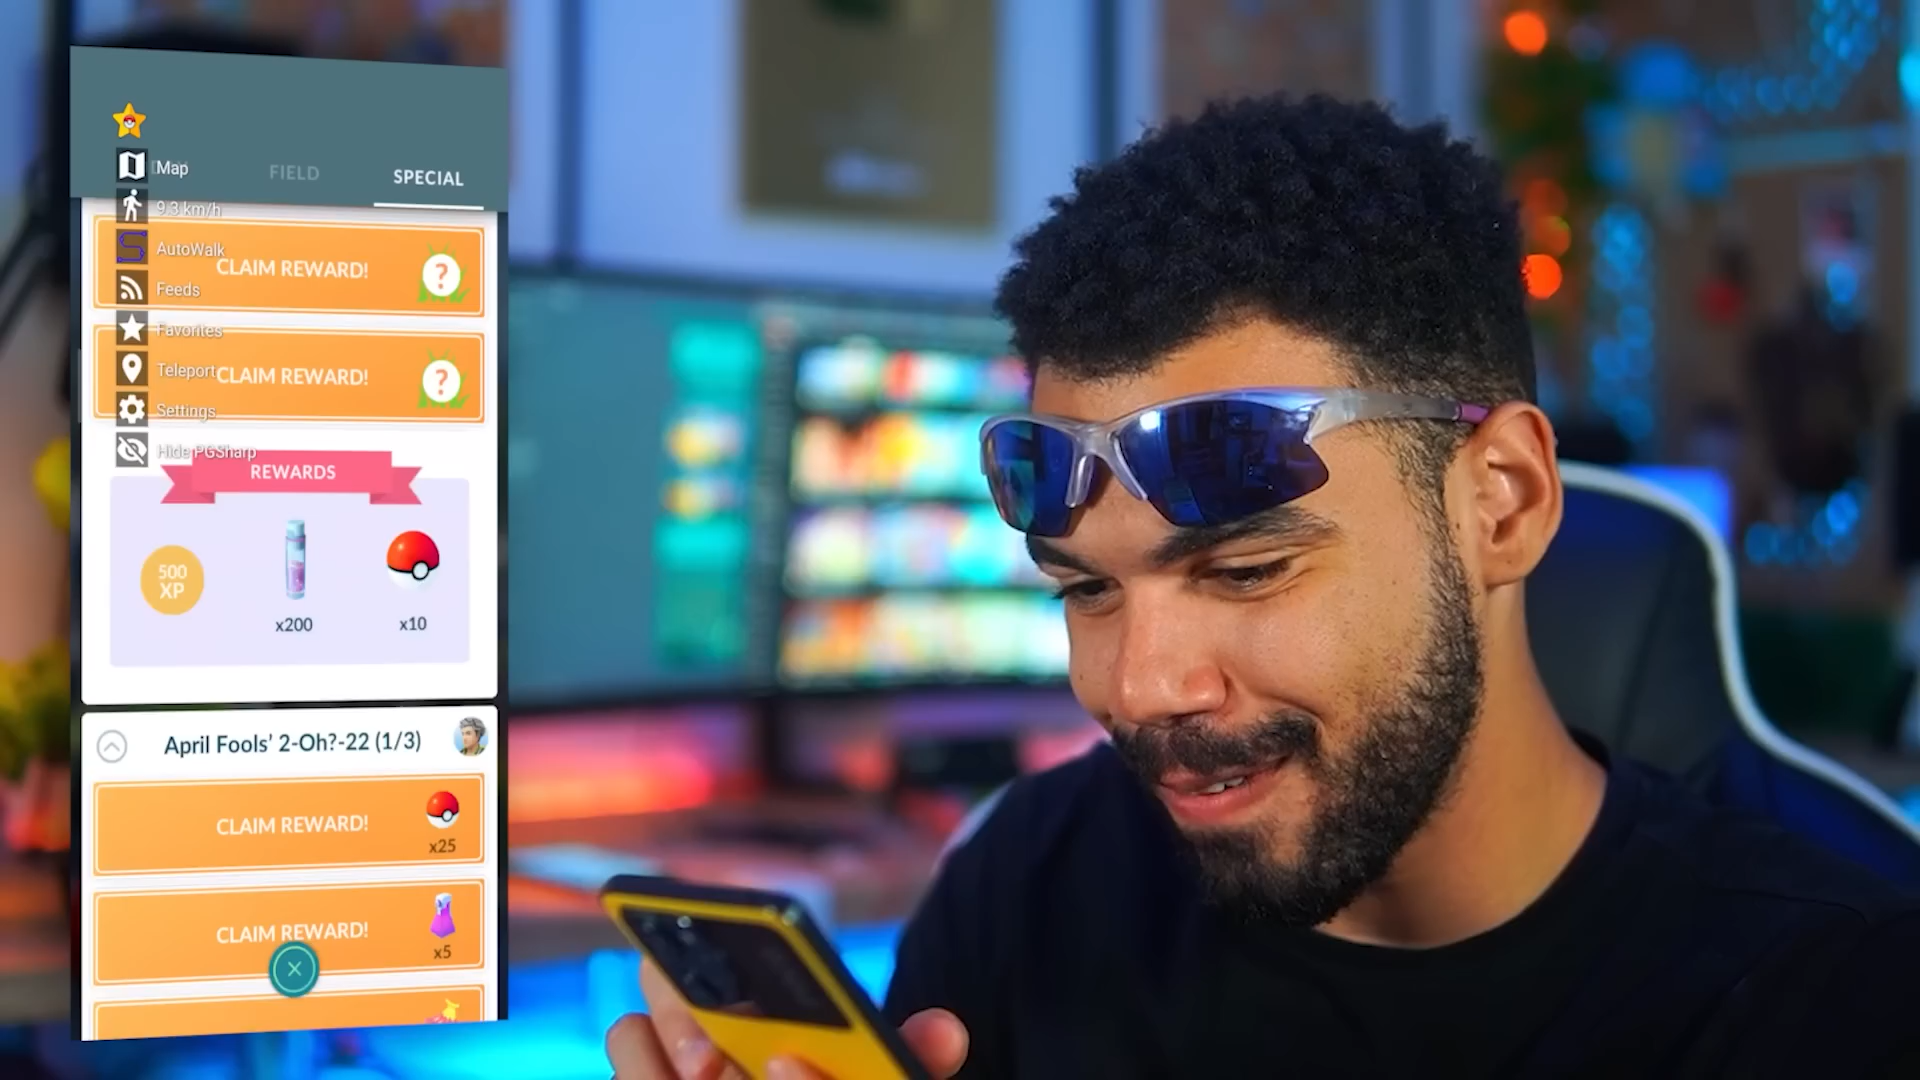 Map
FIELD
SPECIAL
9.3 km/h
AutoWalk
CLAIM REWARD!
?
Feeds
Favorites
Teleport
CLAIM REWARD!
?
Settings
Hide PGSharp
REWARDS
500
XP
x200
x10
April Fools' 2-Oh?-22 (1/3)
CLAIM REWARD!
x25
CLAIM REWARD!
x5